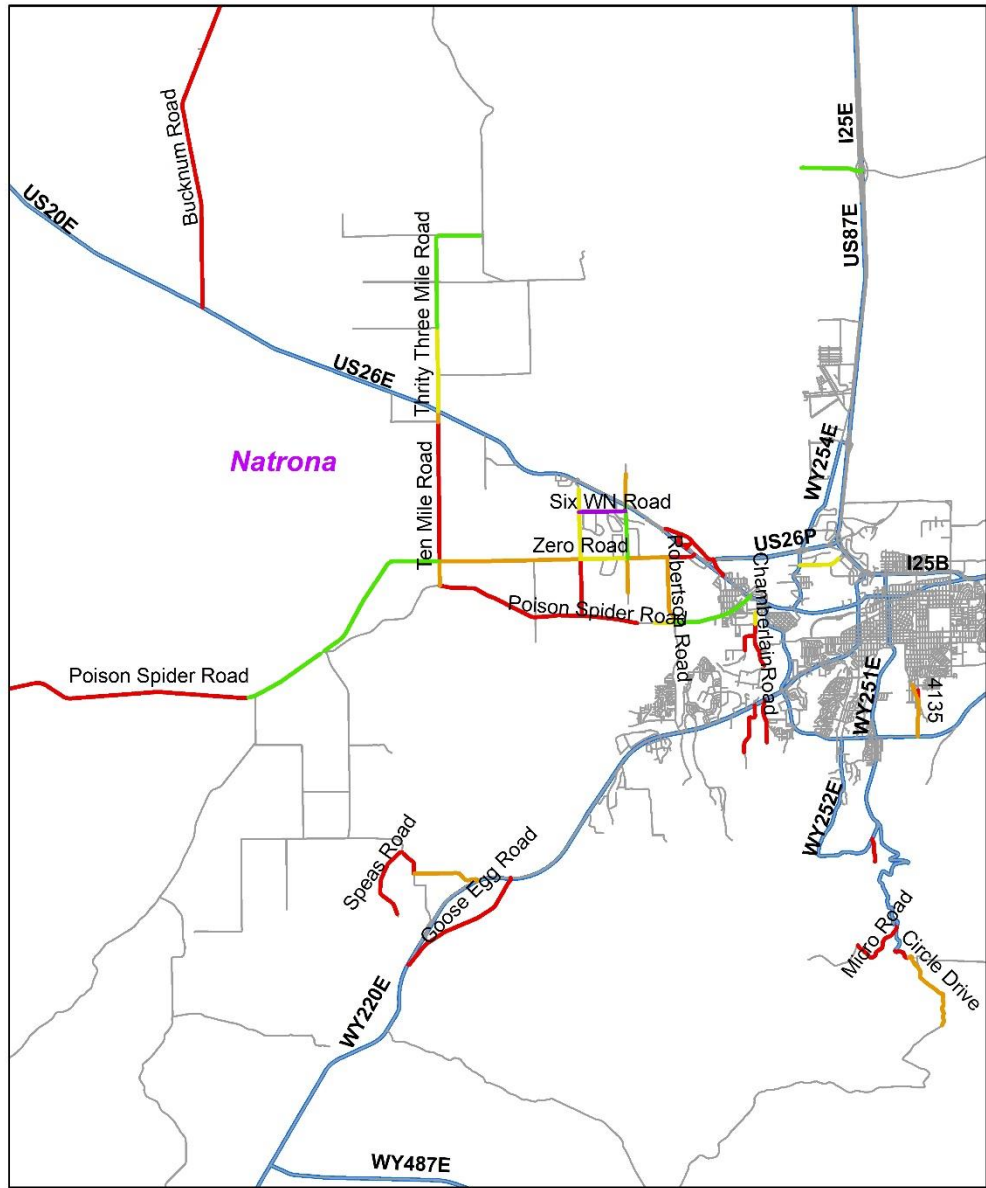 I25E
Bucknum Road
US20E
US87E
Thrity Three Mile Road
US26E
WY254E
Natrona
Ten Mile Road
Six WN Road
Zero Road
US26P
Robertson Road
Chamberlain Road
I25B
Poison Spider Road
Poison Spider Road
WY251E
4135
WY252E
Speas Road
Goose Egg Road
Micro Road
Circle Drive
WY220E
WY487E